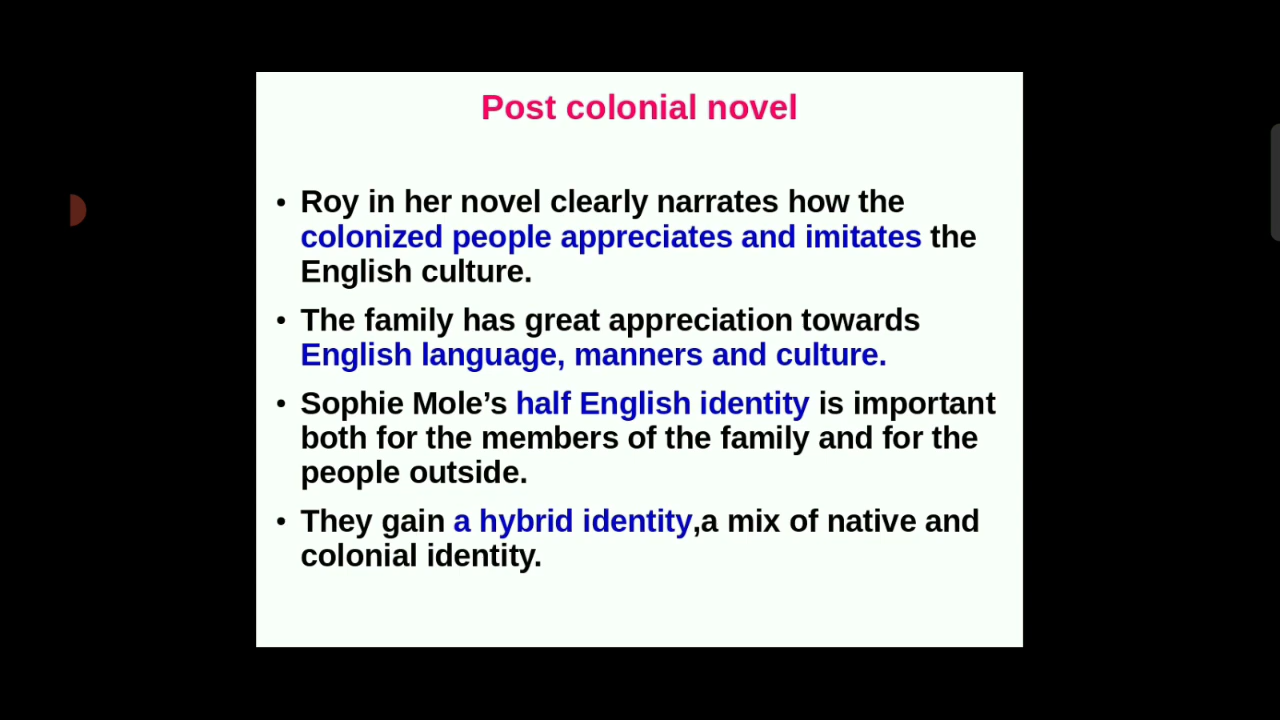 Post colonial novel
• Roy in her novel clearly narrates how the
colonized people appreciates and imitates the
English culture.
• The family has great appreciation towards
English language, manners and culture.
• Sophie Mole’s half English identity is important
both for the members of the family and for the
people outside.
• They gain a hybrid identity,a mix of native and
colonial identity.